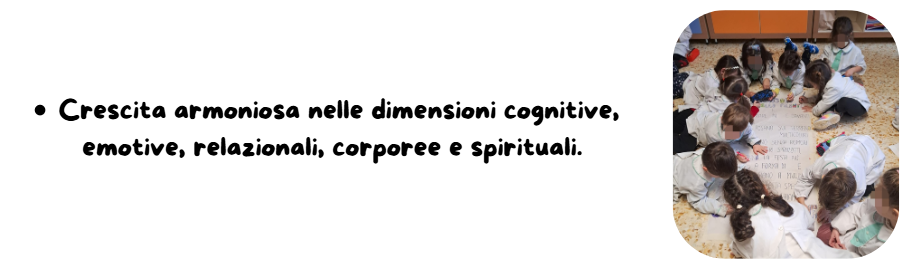 • Crescita armoniosa nelle dimensioni cognitive,
emotive, relazionali, corporee e spirituali.